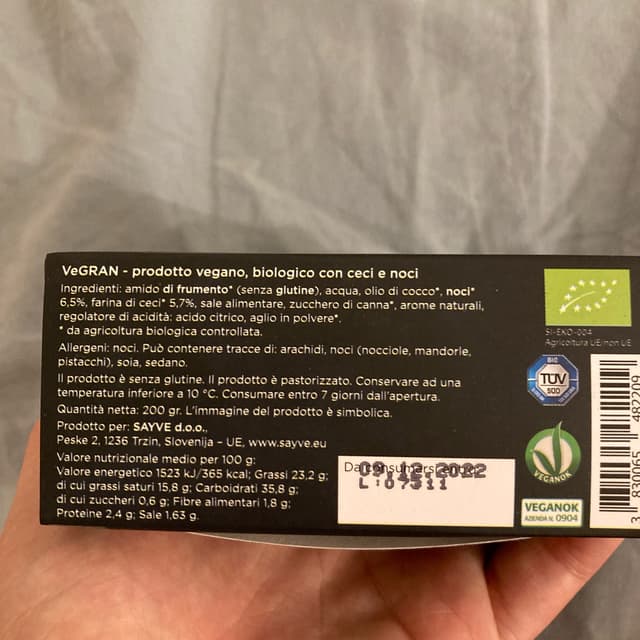 VeGRAN - prodotto vegano, biologico con ceci e noci
Ingredienti: amido di frumento* (senza glutine), acqua, olio di cocco*, noci*
6,5%, farina di ceci* 5,7%, sale alimentare, zucchero di canna*, arome naturali,
regolatore di acidità: acido citrico, aglio in polvere*.
* da agricoltura biologica controllata.
Allergeni: noci. Può contenere tracce di: arachidi, noci (nocciole, mandorle,
pistacchi), soia, sedano.
Il prodotto è senza glutine. Il prodotto è pastorizzato. Conservare ad una
temperatura inferiore a 10 °C. Consumare entro 7 giorni dall'apertura.
Quantità netta: 200 gr. L'immagine del prodotto è simbolica.
Prodotto per: SAYVE d.o.o.,
Peske 2, 1236 Trzin, Slovenija - UE, www.sayve.eu
Valore nutrizionale medio per 100 g:
Valore energetico 1523 kJ/365 kcal; Grassi 23,2 g;
di cui grassi saturi 15,8 g; Carboidrati 35,8 g;
di cui zuccheri 0,6 g; Fibre alimentari 1,8 g;
Proteine 2,4 g; Sale 1,63 g.
Da consumarsi entro:
2022
L:07511
SI-EKO-004
Agricoltura UE/non UE
BIC
TÜV
SÜD
VEGANOK
VEGANOK
AZIENDA N. 0904